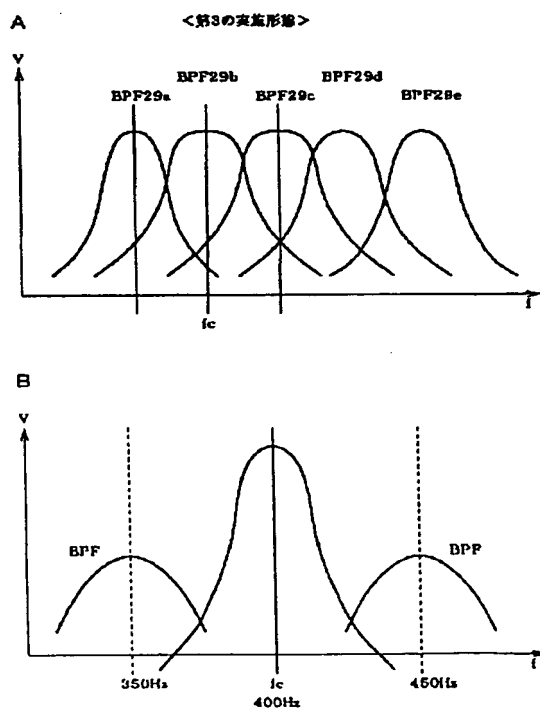 A
<第3の実施形態>
V
BPF29b
BPF29d
BPF29a
BPF29c
BPF29e
fc
f
B
V
BPF
BPF
350Hz
fc
450Hz
f
400Hz